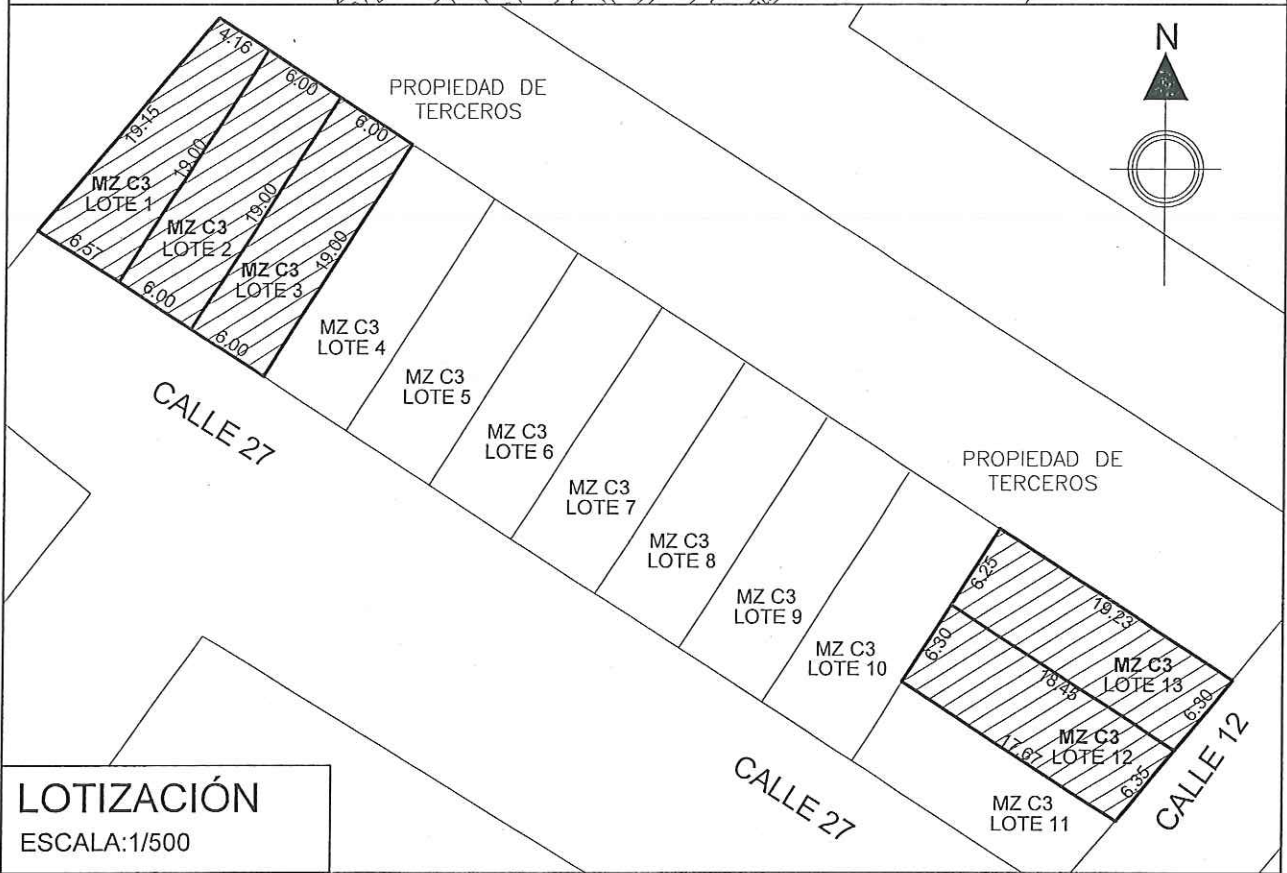 N
PROPIEDAD DE
TERCEROS
4.16
6.00
6.00
19.15
19.00
19.00
19.00
MZ C3
LOTE 1
MZ C3
LOTE 2
MZ C3
LOTE 3
6.57
6.00
6.00
MZ C3
LOTE 4
MZ C3
LOTE 5
MZ C3
LOTE 6
MZ C3
LOTE 7
MZ C3
LOTE 8
MZ C3
LOTE 9
MZ C3
LOTE 10
CALLE 27
PROPIEDAD DE
TERCEROS
6.25
19.23
6.30
MZ C3
LOTE 13
18.45
6.30
MZ C3
LOTE 12
17.67
6.35
MZ C3
LOTE 11
CALLE 12
CALLE 27
LOTIZACIÓN
ESCALA:1/500